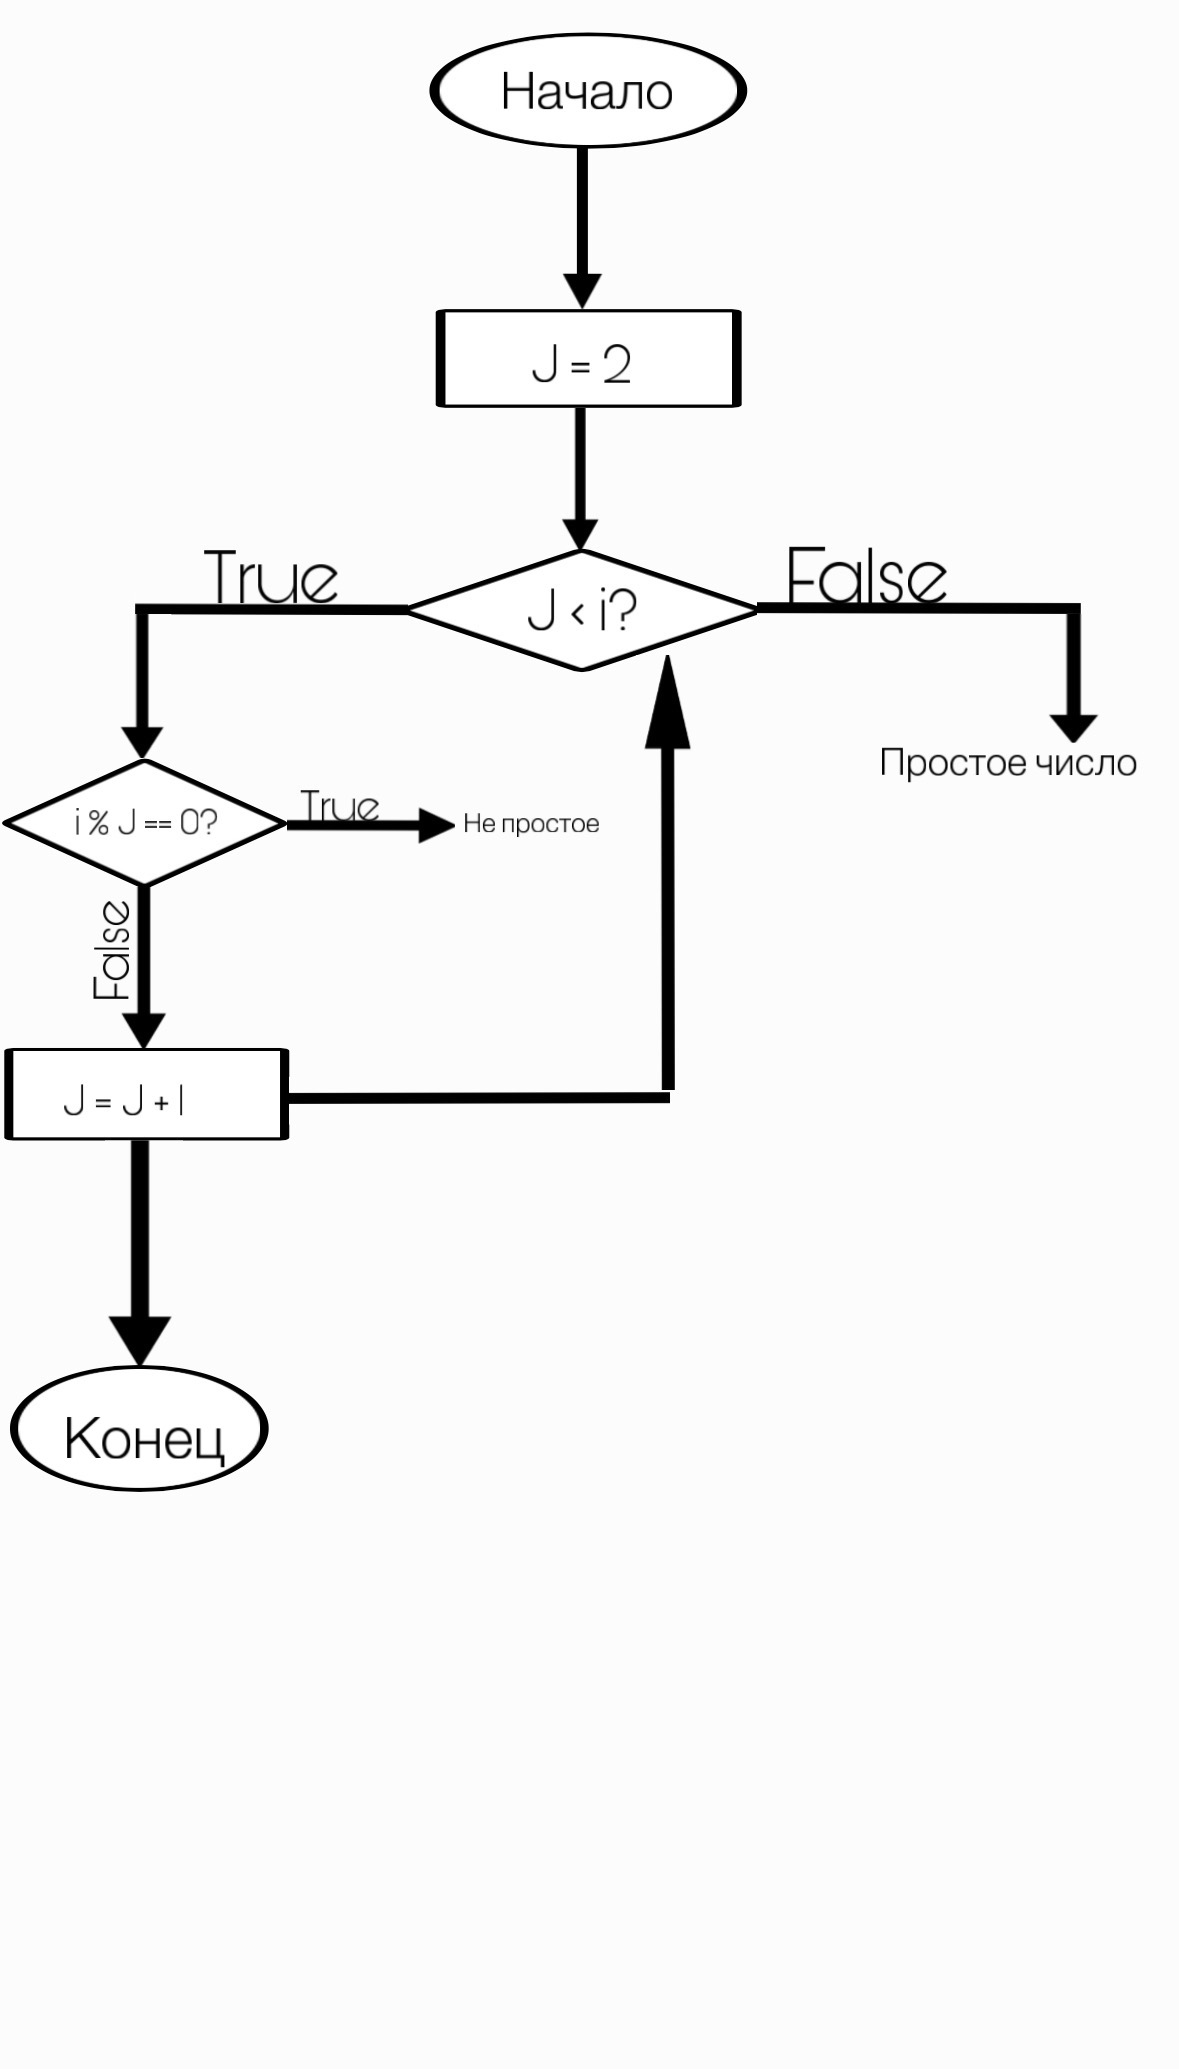 Начало
J = 2
True
J < i?
False
Простое число
i % J == 0?
True
Не простое
False
J = J + 1
Конец